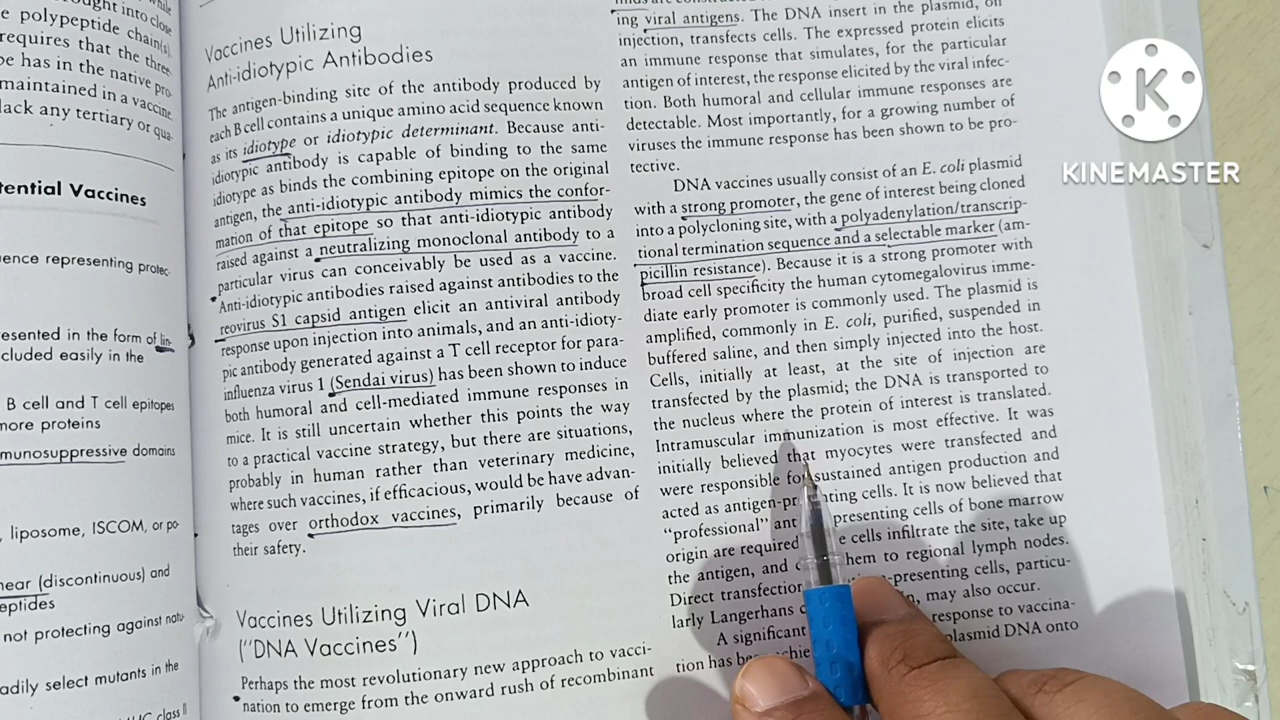 ought into close
e polypeptide chain(s).
requires that the three
be has in the native pro
maintained in a vaccine
lack any tertiary or qua
tential Vaccines
ence representing protec-
esented in the form of lin-
cluded easily in the
B cell and T cell epitopes
more proteins
munosuppressive domains
, liposome, ISCOM, or po
near (discontinuous) and
eptides
not protecting against natu
adily select mutants in the
class II
Vaccines Utilizing
Anti-idiotypic Antibodies
The antigen-binding site of the antibody produced by
each B cell contains a unique amino acid sequence known
as its idiotype or idiotypic determinant. Because anti-
idiotypic antibody is capable of binding to the same
idiotype as binds the combining epitope on the original
antigen, the anti-idiotypic antibody mimics the confor-
mation of that epitope so that anti-idiotypic antibody
raised against a neutralizing monoclonal antibody to a
particular virus can conceivably be used as a vaccine.
Anti-idiotypic antibodies raised against antibodies to the
reovirus S1 capsid antigen elicit an antiviral antibody
response upon injection into animals, and an anti-idioty-
pic antibody generated against a T cell receptor for para-
influenza virus 1 (Sendai virus) has been shown to induce
both humoral and cell-mediated immune responses in
mice. It is still uncertain whether this points the way
to a practical vaccine strategy, but there are situations,
probably in human rather than veterinary medicine,
where such vaccines, if efficacious, would be have advan-
tages over orthodox vaccines, primarily because of
their safety.
Vaccines Utilizing Viral DNA
("DNA Vaccines")
Perhaps the most revolutionary new approach to vacci-
nation to emerge from the onward rush of recombinant
ing viral antigens. The DNA insert in the plasmid, on
injection, transfects cells. The expressed protein elicits
an immune response that simulates, for the particular
antigen of interest, the response elicited by the viral infec-
tion. Both humoral and cellular immune responses are
detectable. Most importantly, for a growing number of
viruses the immune response has been shown to be pro-
tective.
DNA vaccines usually consist of an E. coli plasmid
with a strong promoter, the gene of interest being cloned
into a polycloning site, with a polyadenylation/transcrip-
tional termination sequence and a selectable marker (am-
picillin resistance). Because it is a strong promoter with
broad cell specificity the human cytomegalovirus imme-
diate early promoter is commonly used. The plasmid is
amplified, commonly in E. coli, purified, suspended in
buffered saline, and then simply injected into the host.
Cells, initially at least, at the site of injection are
transfected by the plasmid; the DNA is transported to
the nucleus where the protein of interest is translated.
Intramuscular immunization is most effective. It was
initially believed that myocytes were transfected and
were responsible for sustained antigen production and
acted as antigen-pr nting cells. It is now believed that
"professional" ant presenting cells of bone marrow
origin are required e cells infiltrate the site, take up
the antigen, and hem to regional lymph nodes.
Direct transfection -presenting cells, particu-
larly Langerhans n, may also occur.
A significant response to vaccina-
tion has be chie plasmid DNA onto
K
KINEMASTER